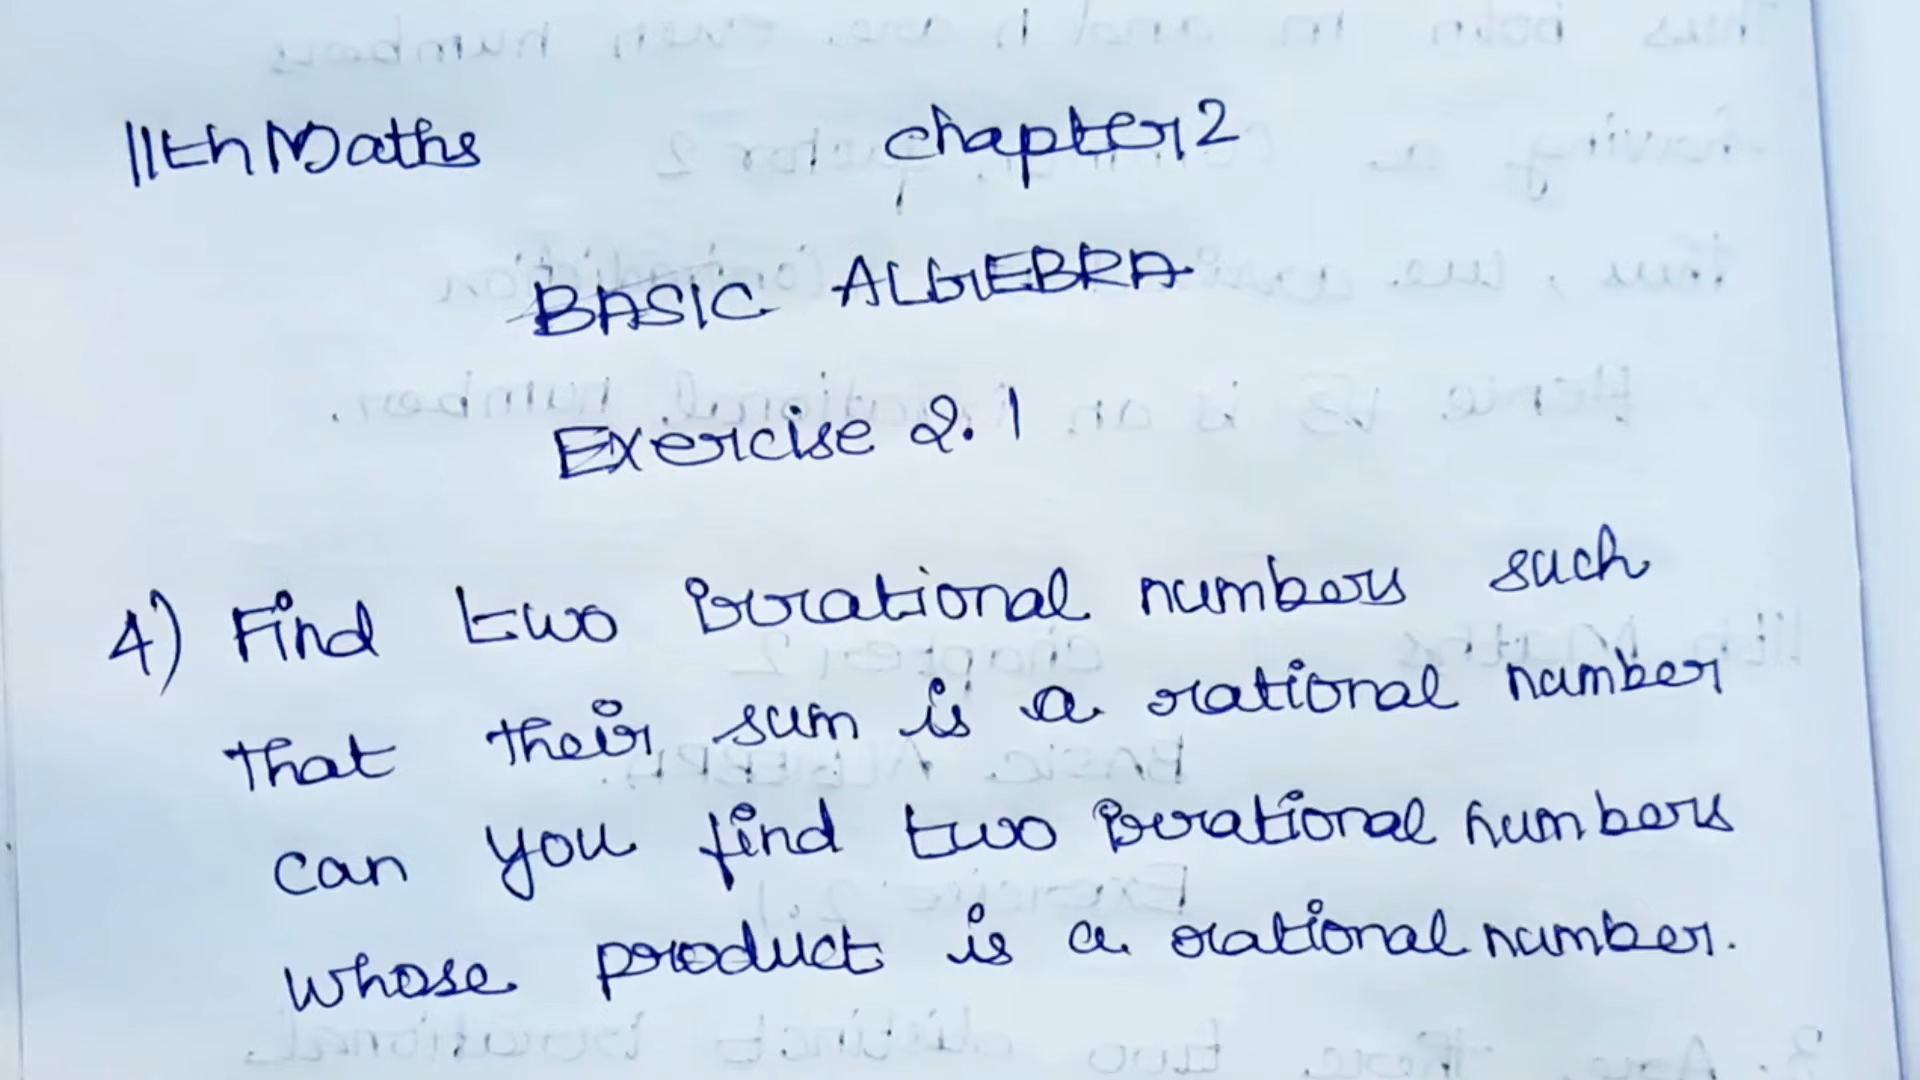 11th Maths chapter 2
BASIC ALGEBRA
Exercise 2.1
4) Find two irrational numbers such
that their sum is a rational number
can you find two irrational numbers
whose product is a rational number.